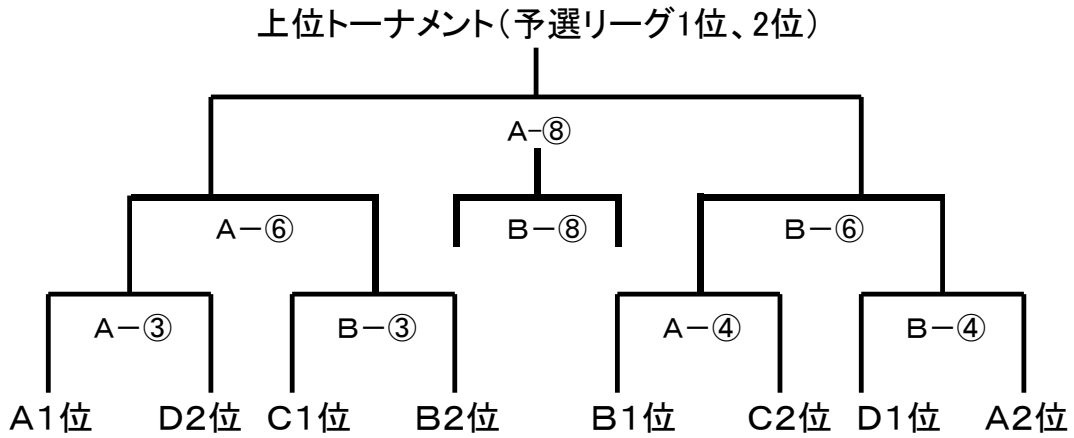 上位トーナメント(予選リーグ1位、2位)
A-⑧
A-⑥ B-⑧ B-⑥
A-③ B-③ A-④ B-④
A1位 D2位 C1位 B2位 B1位 C2位 D1位 A2位